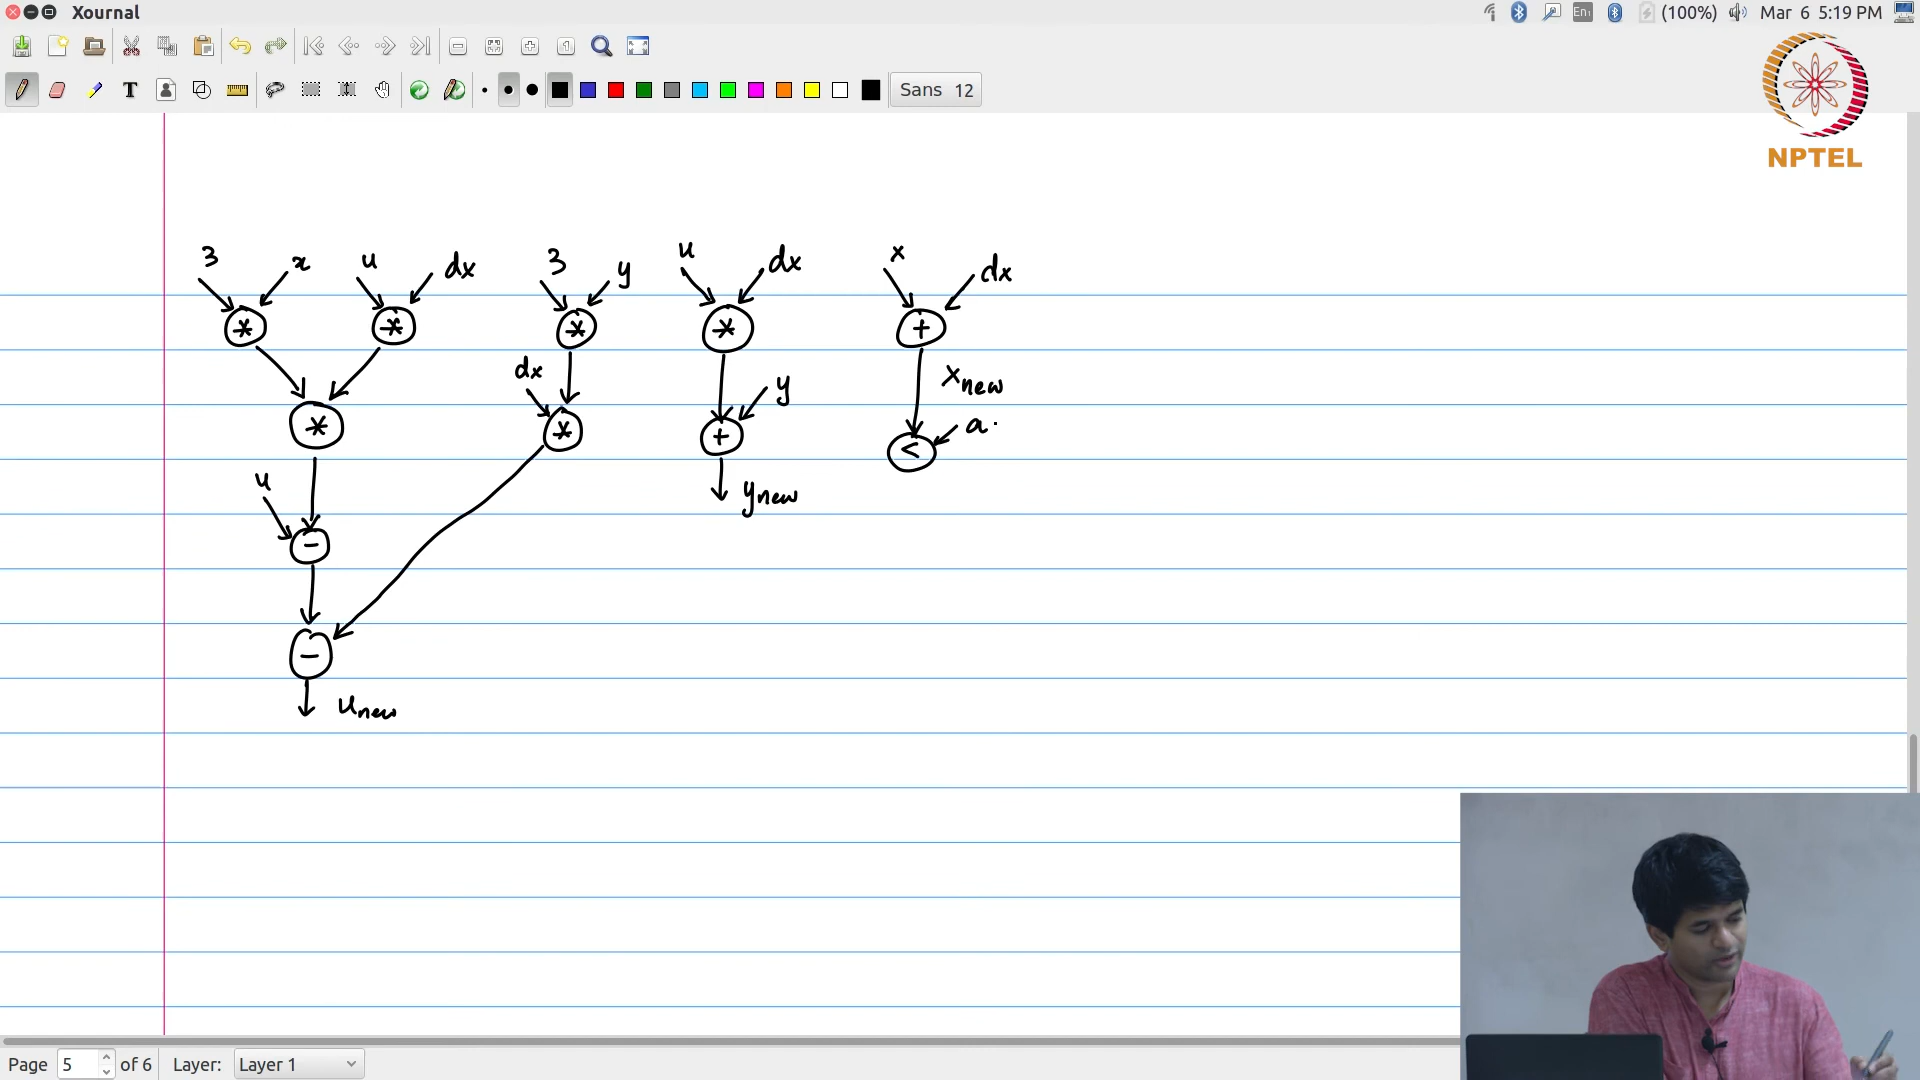 Xournal
En1 (100%) Mar 6 5:19 PM
Sans 12
NPTEL
3 x u dx 3 y u dx x dx
* * * * +
dx y xnew
* * + a.
<
u ynew
-
-
unew
Page 5 of 6 Layer: Layer 1